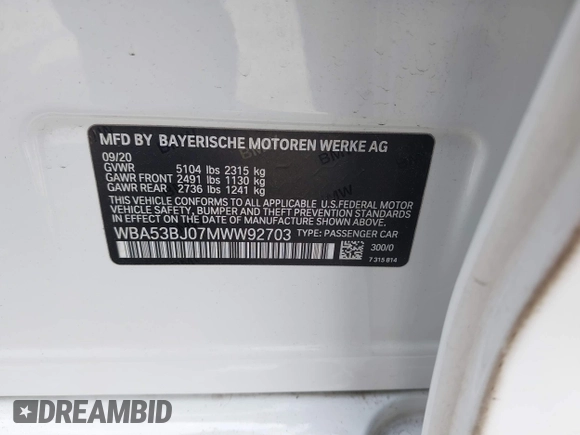 MFD BY BAYERISCHE MOTOREN WERKE AG
09/20
GVWR 5104 lbs 2315 kg
GAWR FRONT 2491 lbs 1130 kg
GAWR REAR 2736 lbs 1241 kg
THIS VEHICLE CONFORMS TO ALL APPLICABLE U.S.FEDERAL MOTOR
VEHICLE SAFETY, BUMPER AND THEFT PREVENTION STANDARDS
IN EFFECT ON THE DATE OF MANUFACTURE SHOWN ABOVE.
WBA53BJ07MWW92703 TYPE: PASSENGER CAR
300/0
7 315 814
DREAMBID